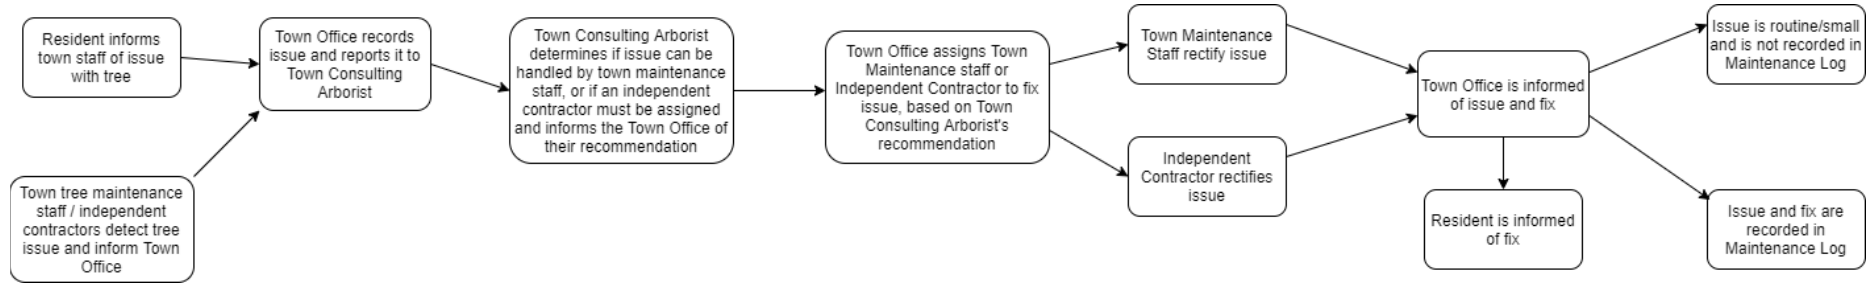 Resident informs
town staff of issue
with tree
Town tree maintenance
staff / independent
contractors detect tree
issue and inform Town
Office
Town Office records
issue and reports it to
Town Consulting
Arborist
Town Consulting Arborist
determines if issue can be
handled by town maintenance
staff, or if an independent
contractor must be assigned
and informs the Town Office of
their recommendation
Town Office assigns Town
Maintenance staff or
Independent Contractor to fix
issue, based on Town
Consulting Arborist's
recommendation
Town Maintenance
Staff rectify issue
Independent
Contractor rectifies
issue
Town Office is informed
of issue and fix
Resident is informed
of fix
Issue is routine/small
and is not recorded in
Maintenance Log
Issue and fix are
recorded in
Maintenance Log